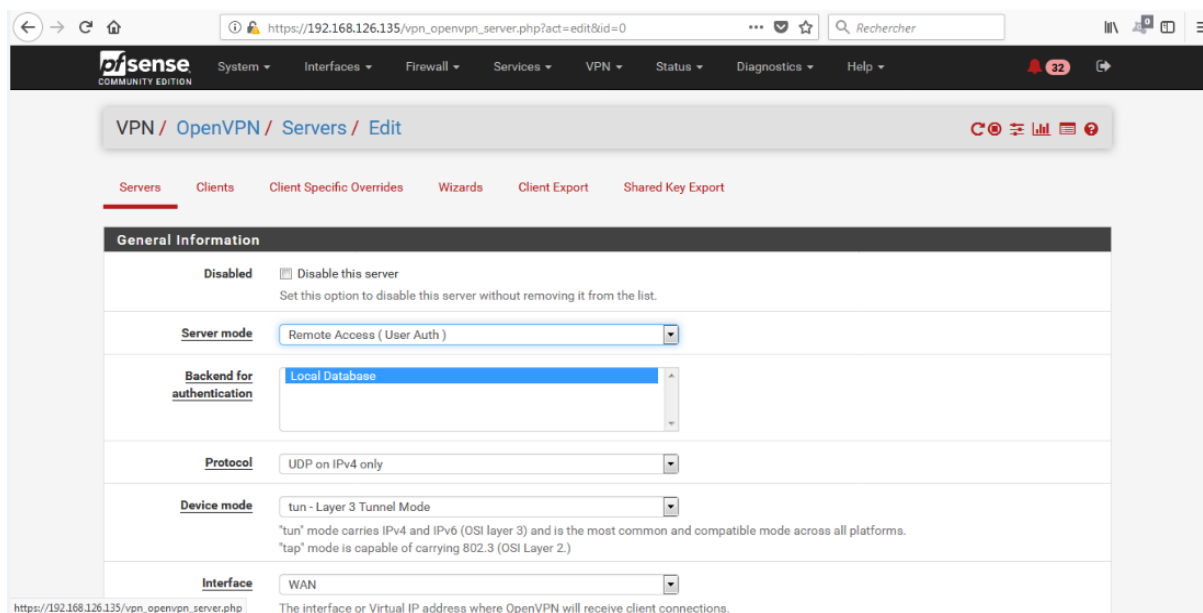 https://192.168.126.135/vpn_openvpn_server.php?act=edit&id=0
Rechercher
0
pfsense
COMMUNITY EDITION
System
Interfaces
Firewall
Services
VPN
Status
Diagnostics
Help
32
VPN / OpenVPN / Servers / Edit
Servers
Clients
Client Specific Overrides
Wizards
Client Export
Shared Key Export
General Information
Disabled
Disable this server
Set this option to disable this server without removing it from the list.
Server mode
Remote Access ( User Auth )
Backend for
authentication
Local Database
Protocol
UDP on IPv4 only
Device mode
tun - Layer 3 Tunnel Mode
"tun" mode carries IPv4 and IPv6 (OSI layer 3) and is the most common and compatible mode across all platforms.
"tap" mode is capable of carrying 802.3 (OSI Layer 2.)
Interface
WAN
The interface or Virtual IP address where OpenVPN will receive client connections.
https://192.168.126.135/vpn_openvpn_server.php